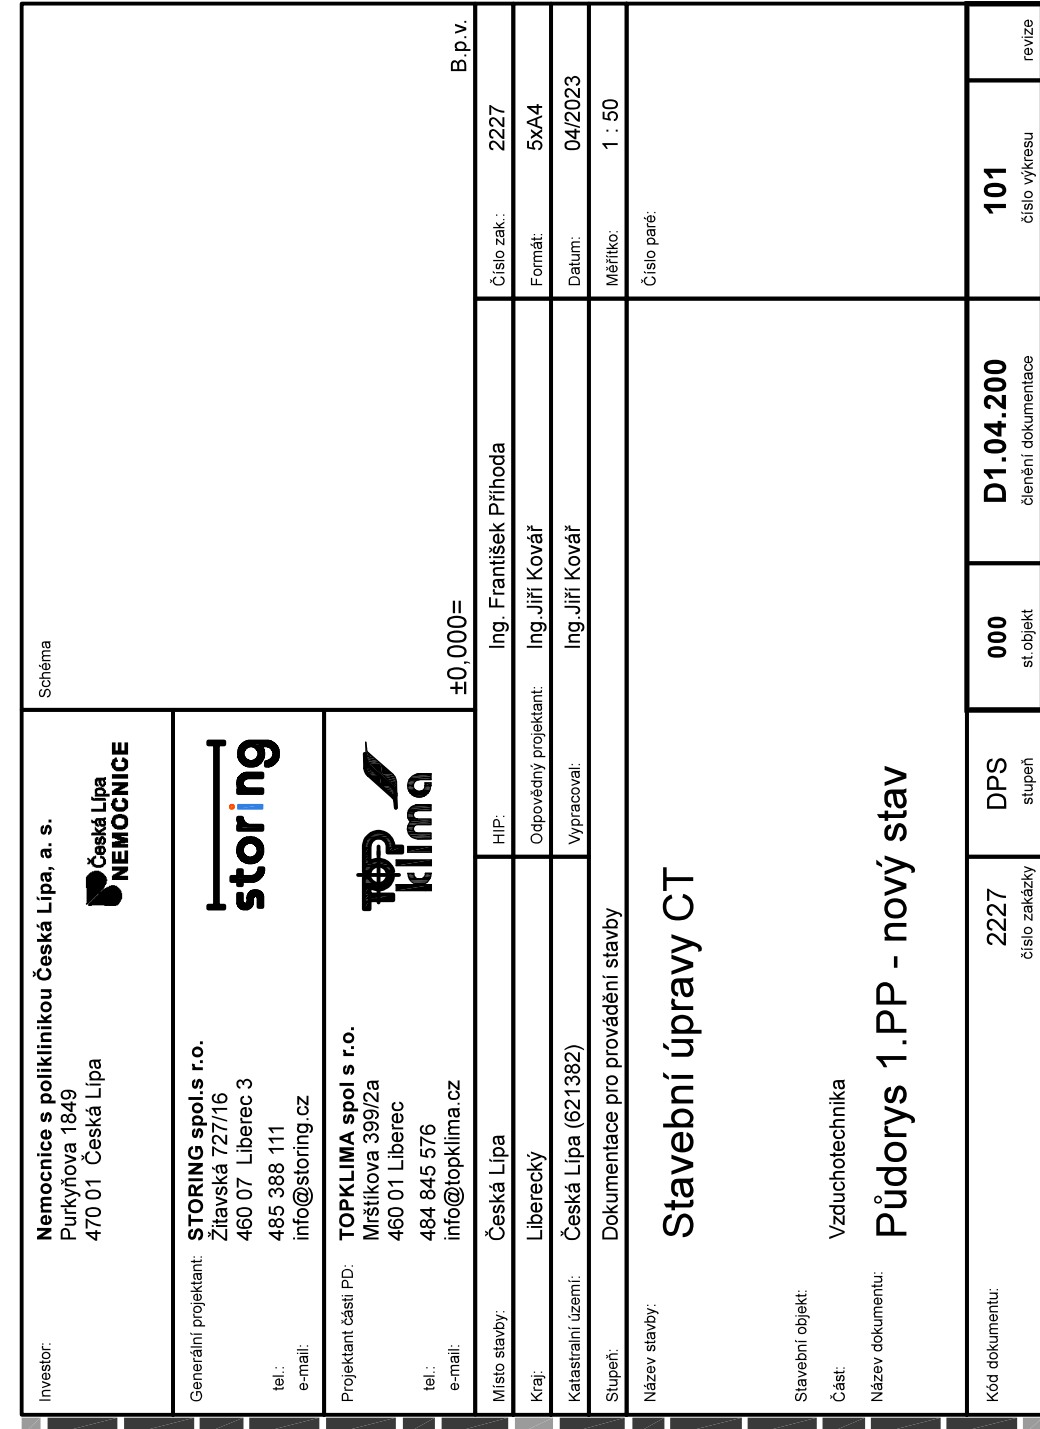 Investor:
Nemocnice s poliklinikou Česká Lípa, a. s.
Purkyňova 1849
470 01 Česká Lípa
Česká Lípa
NEMOCNICE
Generální projektant:
STORING spol.s r.o.
Žitavská 727/16
460 07 Liberec 3
tel.: 485 388 111
e-mail: info@storing.cz
storing
Projektant části PD:
TOPKLIMA spol s r.o.
Mrštíkova 399/2a
460 01 Liberec
tel.: 484 845 576
e-mail: info@topklima.cz
TOP
klima
Schéma
±0,000=
B.p.v.
Místo stavby: Česká Lípa
HIP: Ing. František Příhoda
Číslo zak.: 2227
Kraj: Liberecký
Odpovědný projektant: Ing.Jiří Kovář
Formát: 5xA4
Katastralní území: Česká Lípa (621382)
Vypracoval: Ing.Jiří Kovář
Datum: 04/2023
Stupeň: Dokumentace pro provádění stavby
Měřítko: 1 : 50
Název stavby:
Stavební úpravy CT
Číslo paré:
Stavební objekt:
Část: Vzduchotechnika
Název dokumentu: Půdorys 1.PP - nový stav
Kód dokumentu:
2227
číslo zakázky
DPS
stupeň
000
st.objekt
D1.04.200
členění dokumentace
101
číslo výkresu
revize